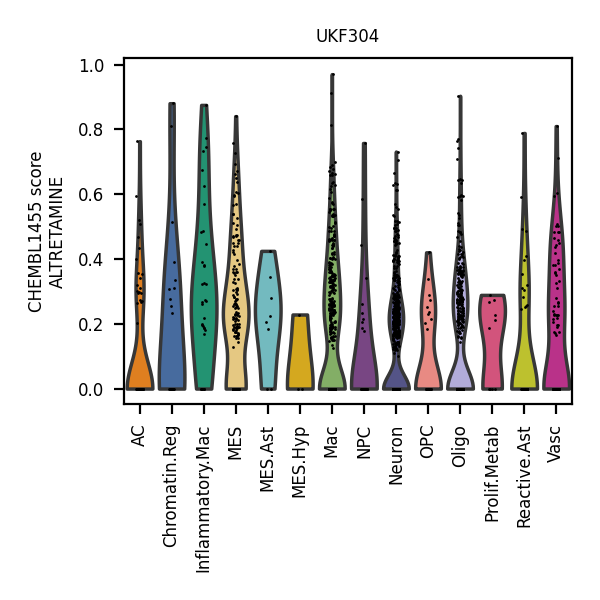 UKF304
CHEMBL1455 score
ALTRETAMINE
1.0
0.8
0.6
0.4
0.2
0.0
AC
Chromatin.Reg
Inflammatory.Mac
MES
MES.Ast
MES.Hyp
Mac
NPC
Neuron
OPC
Oligo
Prolif.Metab
Reactive.Ast
Vasc